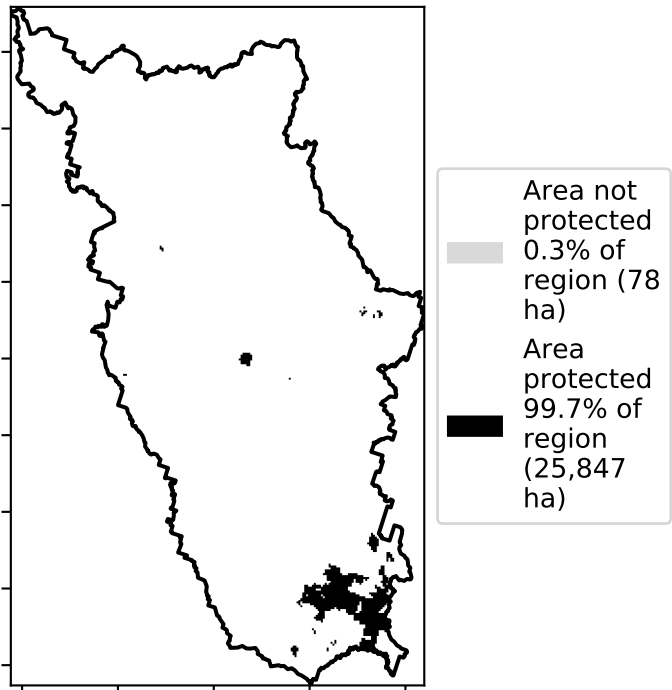 Area not
protected
0.3% of
region (78
ha)
Area
protected
99.7% of
region
(25,847
ha)